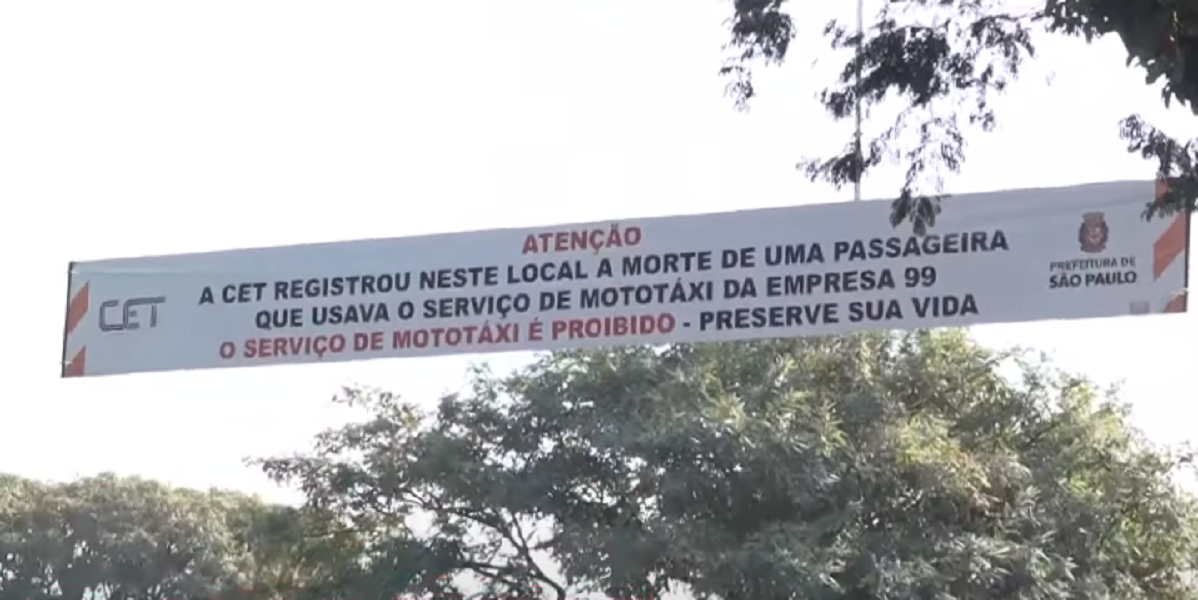 ATENÇÃO
A CET REGISTROU NESTE LOCAL A MORTE DE UMA PASSAGEIRA
QUE USAVA O SERVIÇO DE MOTOTÁXI DA EMPRESA 99
O SERVIÇO DE MOTOTÁXI É PROIBIDO - PRESERVE SUA VIDA
CET
PREFEITURA DE
SÃO PAULO